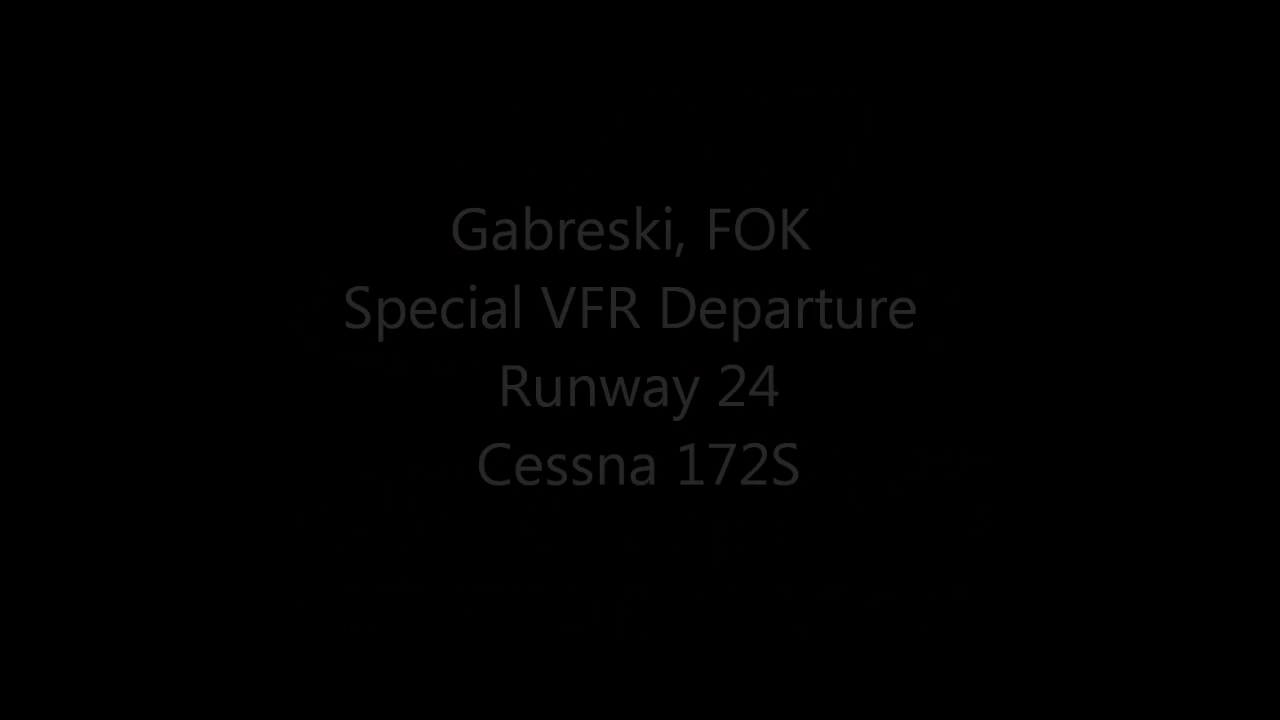 Gabreski, FOK
Special VFR Departure
Runway 24
Cessna 172S